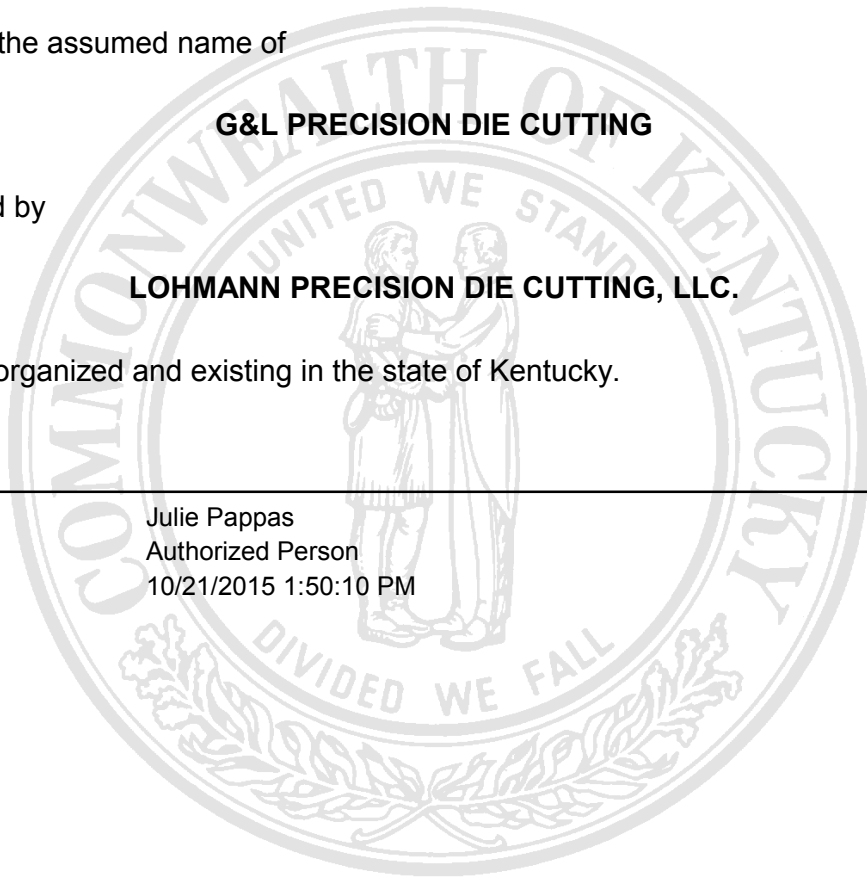 the assumed name of
G&L PRECISION DIE CUTTING
d by
LOHMANN PRECISION DIE CUTTING, LLC.
organized and existing in the state of Kentucky.
Julie Pappas
Authorized Person
10/21/2015 1:50:10 PM
COMMONWEALTH OF KENTUCKY
UNITED WE STAND
DIVIDED WE FALL